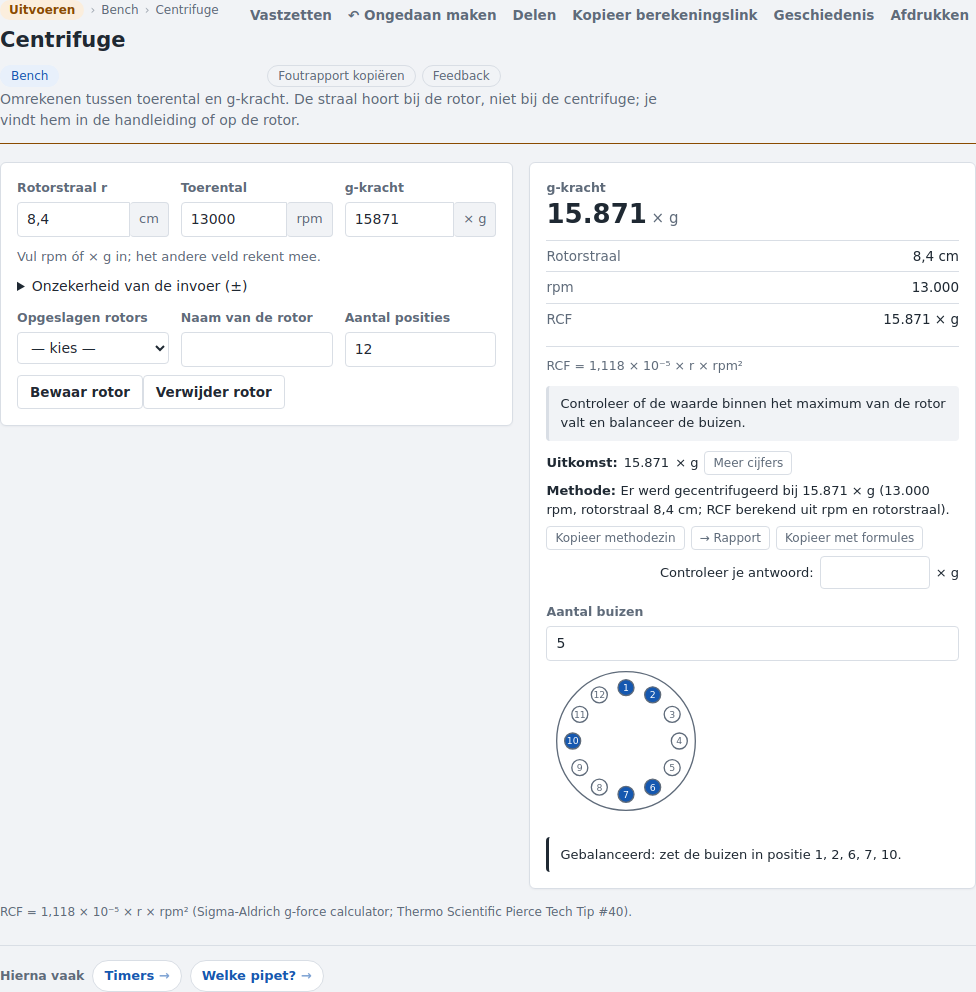 Uitvoeren › Bench › Centrifuge
Vastzetten ↶ Ongedaan maken Delen Kopieer berekeningslink Geschiedenis Afdrukken
Centrifuge
Bench Foutrapport kopiëren Feedback
Omrekenen tussen toerental en g-kracht. De straal hoort bij de rotor, niet bij de centrifuge; je
vindt hem in de handleiding of op de rotor.
Rotorstraal r Toerental g-kracht
8,4 cm 13000 rpm 15871 × g
Vul rpm óf × g in; het andere veld rekent mee.
▶ Onzekerheid van de invoer (±)
Opgeslagen rotors Naam van de rotor Aantal posities
— kies — 12
Bewaar rotor Verwijder rotor
g-kracht
15.871 × g
Rotorstraal 8,4 cm
rpm 13.000
RCF 15.871 × g
RCF = 1,118 × 10⁻⁵ × r × rpm²
Controleer of de waarde binnen het maximum van de rotor
valt en balanceer de buizen.
Uitkomst: 15.871 × g Meer cijfers
Methode: Er werd gecentrifugeerd bij 15.871 × g (13.000
rpm, rotorstraal 8,4 cm; RCF berekend uit rpm en rotorstraal).
Kopieer methodezin → Rapport Kopieer met formules
Controleer je antwoord: × g
Aantal buizen
5
1
12 2
11 3
10 4
9 5
8 6
7
Gebalanceerd: zet de buizen in positie 1, 2, 6, 7, 10.
RCF = 1,118 × 10⁻⁵ × r × rpm² (Sigma-Aldrich g-force calculator; Thermo Scientific Pierce Tech Tip #40).
Hierna vaak Timers → Welke pipet? →